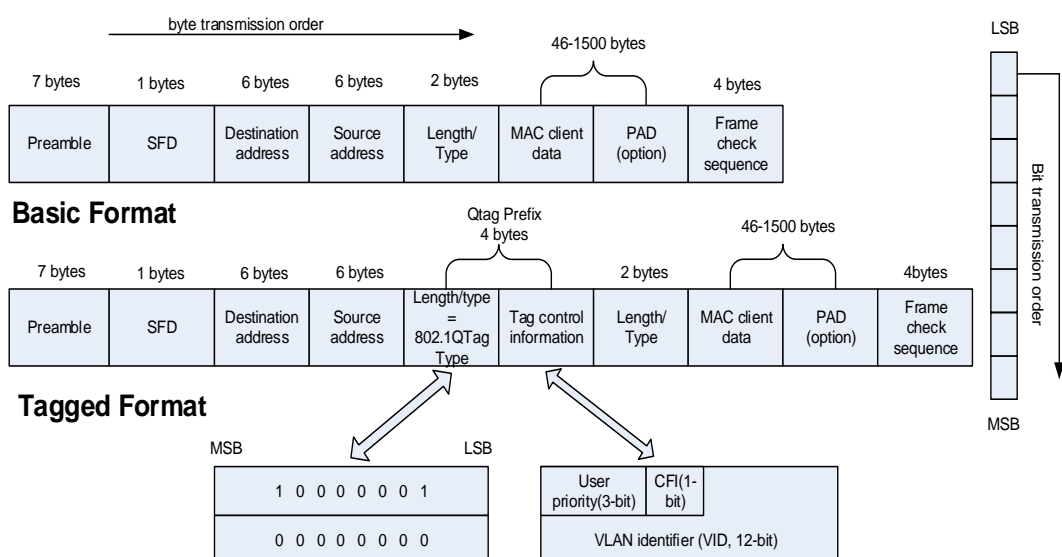 byte transmission order
46-1500 bytes
LSB
7 bytes
1 bytes
6 bytes
6 bytes
2 bytes
4 bytes
Preamble
SFD
Destination
address
Source
address
Length/
Type
MAC client
data
PAD
(option)
Frame
check
sequence
Bit transmission order
Basic Format
Qtag Prefix
4 bytes
46-1500 bytes
7 bytes
1 bytes
6 bytes
6 bytes
2 bytes
4bytes
Preamble
SFD
Destination
address
Source
address
Length/type
=
802.1QTag
Type
Tag control
information
Length/
Type
MAC client
data
PAD
(option)
Frame
check
sequence
Tagged Format
MSB
MSB
LSB
1 0 0 0 0 0 0 1
0 0 0 0 0 0 0 0
User
priority(3-bit)
CFI(1-
bit)
VLAN identifier (VID, 12-bit)